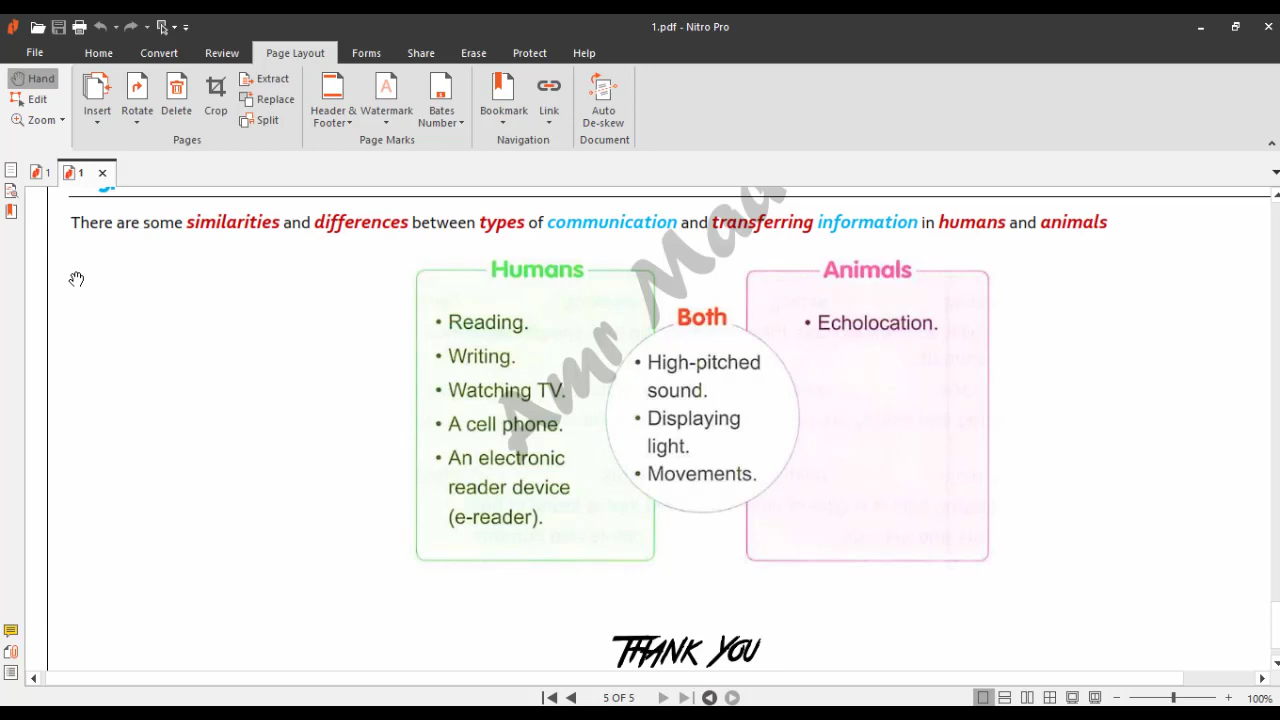 1.pdf - Nitro Pro
File Home Convert Review Page Layout Forms Share Erase Protect Help
Hand
Edit
Zoom
Insert Rotate Delete Crop
Extract
Replace
Split
Pages
Header & Footer Watermark Bates Number
Page Marks
Bookmark Link
Navigation
Auto De-skew
Document
1 1
There are some similarities and differences between types of communication and transferring information in humans and animals
Humans
• Reading.
• Writing.
• Watching TV.
• A cell phone.
• An electronic
reader device
(e-reader).
Both
• High-pitched
sound.
• Displaying
light.
• Movements.
Animals
• Echolocation.
Amr
THANK YOU
5 OF 5
100%